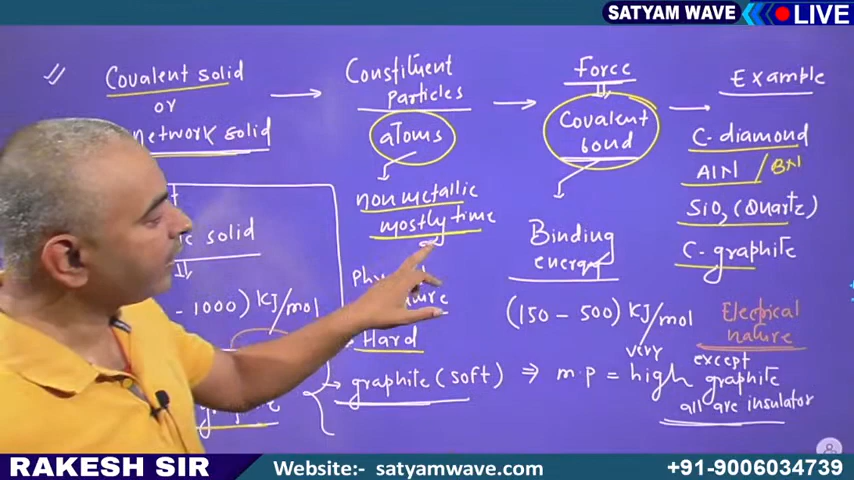 SATYAM WAVE LIVE
Covalent solid
or
network solid
Constituent
particles
atoms
nonmetallic
mostly time
Hard
graphite (soft) ⇒ m.p = very high
Force
Covalent
bond
Binding
energy
(150 - 500) KJ/mol
Example
C-diamond
AlN / BN
SiO2 (Quartz)
C-graphite
Electrical
nature
except
graphite
all are insulator
solid
- 1000) KJ/mol
RAKESH SIR
Website:- satyamwave.com
+91-9006034739